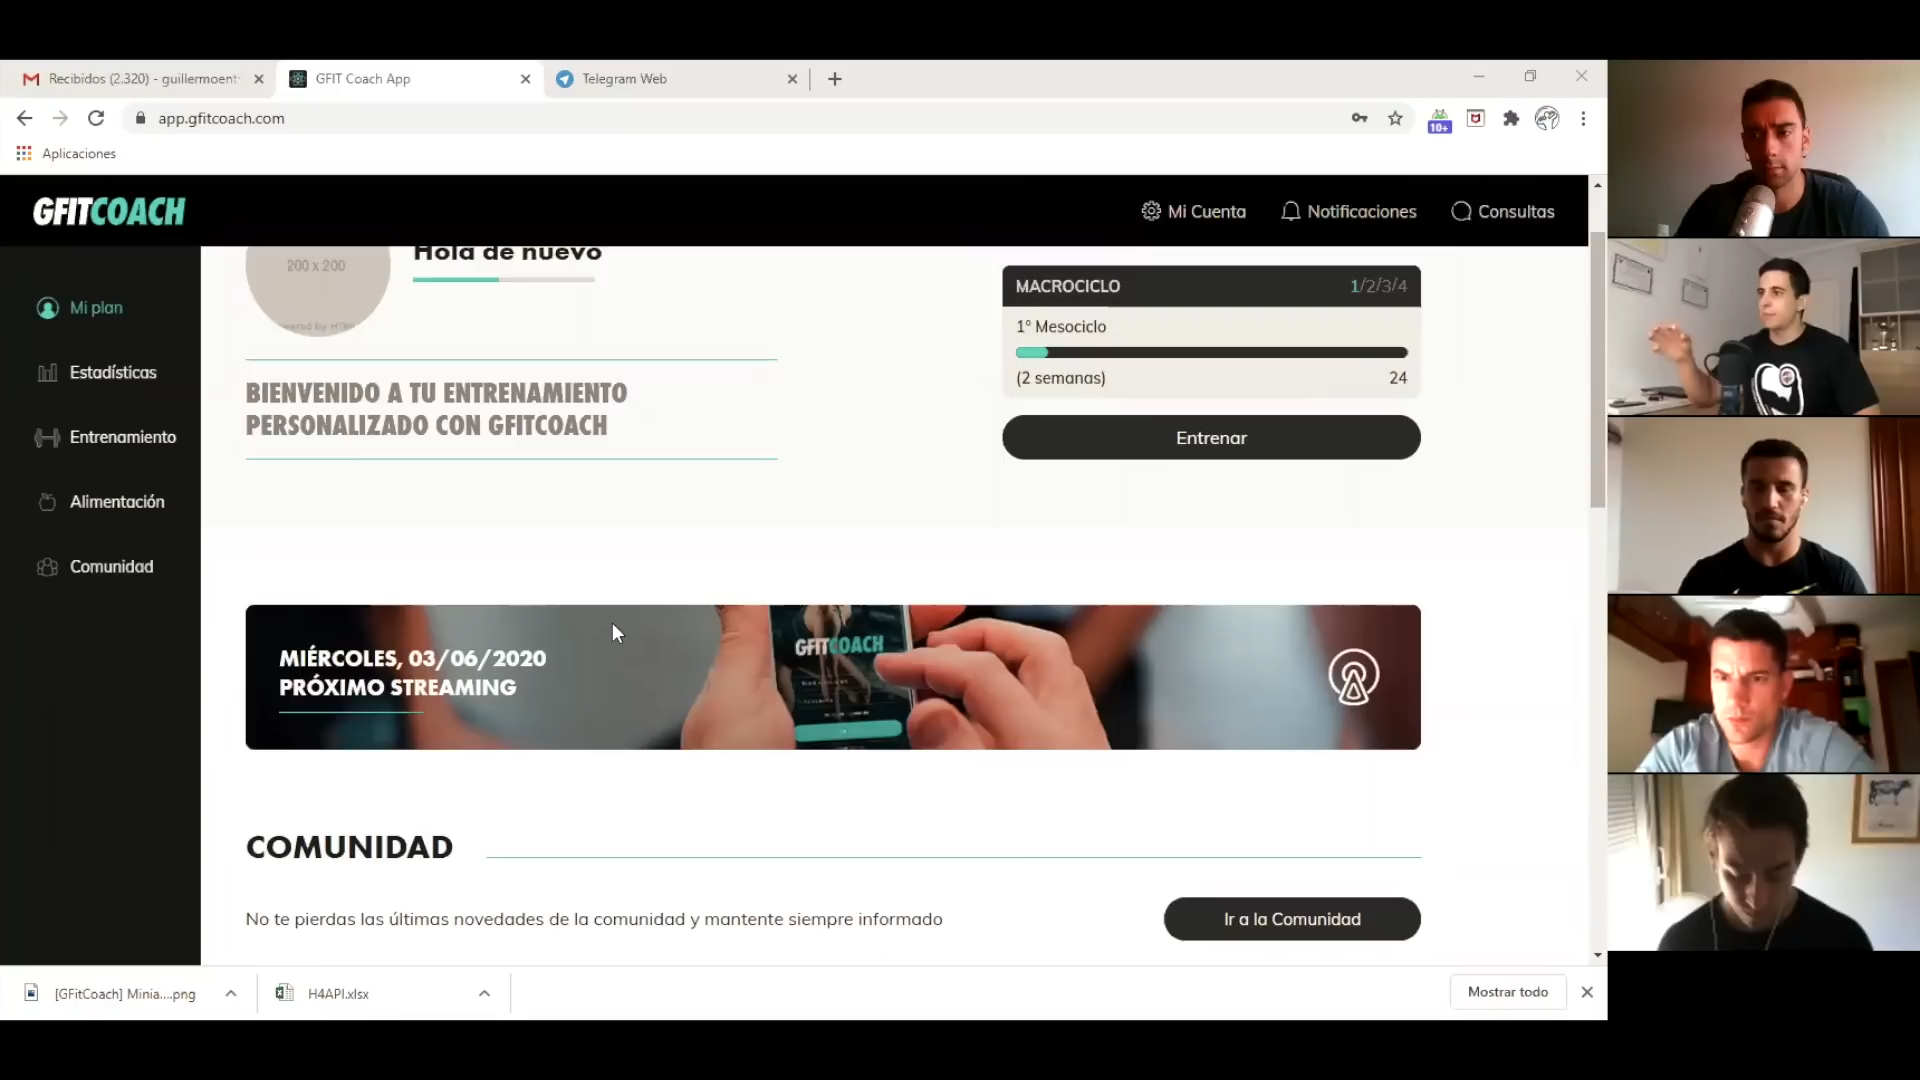 Recibidos (2.320) - guillermoent
GFIT Coach App
Telegram Web
app.gfitcoach.com
10+
Aplicaciones
GFITCOACH
Mi Cuenta
Notificaciones
Consultas
Mi plan
Estadísticas
Entrenamiento
Alimentación
Comunidad
200 x 200
Hola de nuevo
BIENVENIDO A TU ENTRENAMIENTO
PERSONALIZADO CON GFITCOACH
MACROCICLO
1/2/3/4
1º Mesociclo
(2 semanas)
24
Entrenar
MIÉRCOLES, 03/06/2020
PRÓXIMO STREAMING
GFITCOACH
COMUNIDAD
No te pierdas las últimas novedades de la comunidad y mantente siempre informado
Ir a la Comunidad
[GFitCoach] Minia....png
H4API.xlsx
Mostrar todo